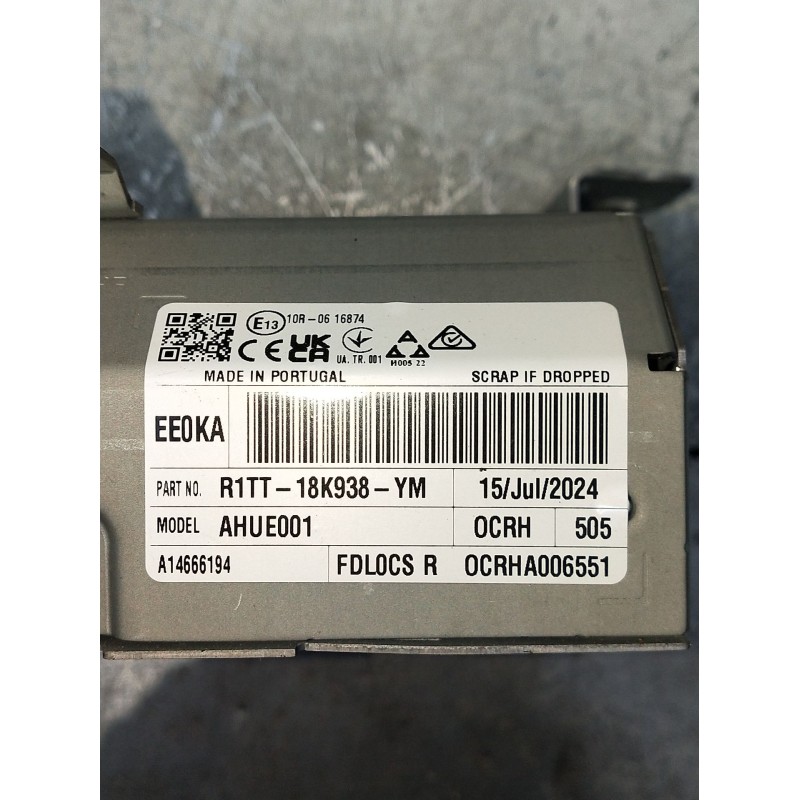 E13 10R-06 16874
CE UK CA UA.TR.001 И005 22
MADE IN PORTUGAL SCRAP IF DROPPED
EE0KA
PART NO. R1TT-18K938-YM 15/Jul/2024
MODEL AHUE001 OCRH 505
A14666194 FDLOCS R OCRHA006551